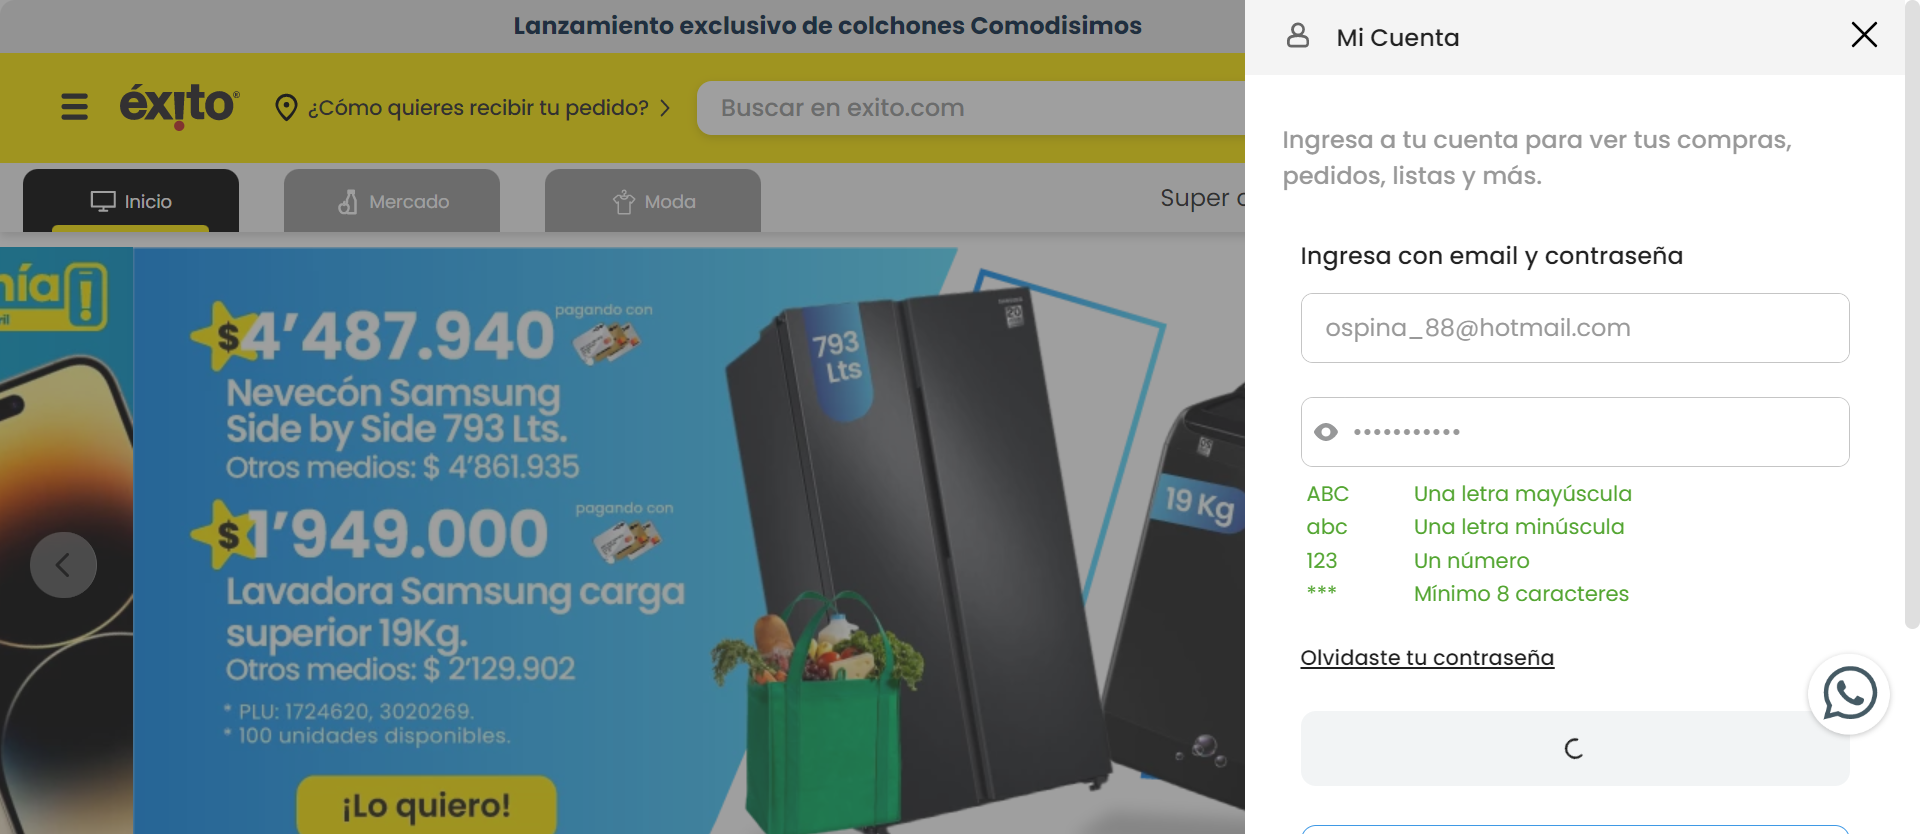 Lanzamiento exclusivo de colchones Comodisimos
éxito
¿Cómo quieres recibir tu pedido?
Buscar en exito.com
Inicio
Mercado
Moda
Super
nía
$4'487.940
pagando con
Nevecón Samsung
Side by Side 793 Lts.
Otros medios: $ 4'861.935
$1'949.000
pagando con
Lavadora Samsung carga
superior 19Kg.
Otros medios: $ 2'129.902
* PLU: 1724620, 3020269.
* 100 unidades disponibles.
¡Lo quiero!
793
Lts
19 Kg
Mi Cuenta
Ingresa a tu cuenta para ver tus compras,
pedidos, listas y más.
Ingresa con email y contraseña
ospina_88@hotmail.com
•••••••••••
ABC Una letra mayúscula
abc Una letra minúscula
123 Un número
*** Mínimo 8 caracteres
Olvidaste tu contraseña